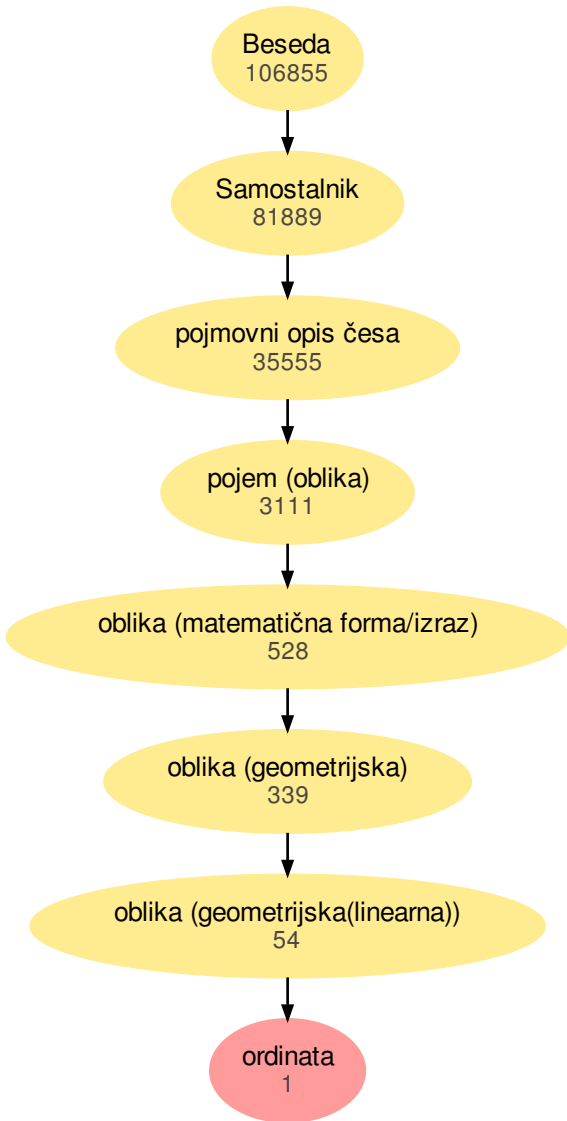 Beseda
106855
Samostalnik
81889
pojmovni opis česa
35555
pojem (oblika)
3111
oblika (matematična forma/izraz)
528
oblika (geometrijska)
339
oblika (geometrijska(linearna))
54
ordinata
1